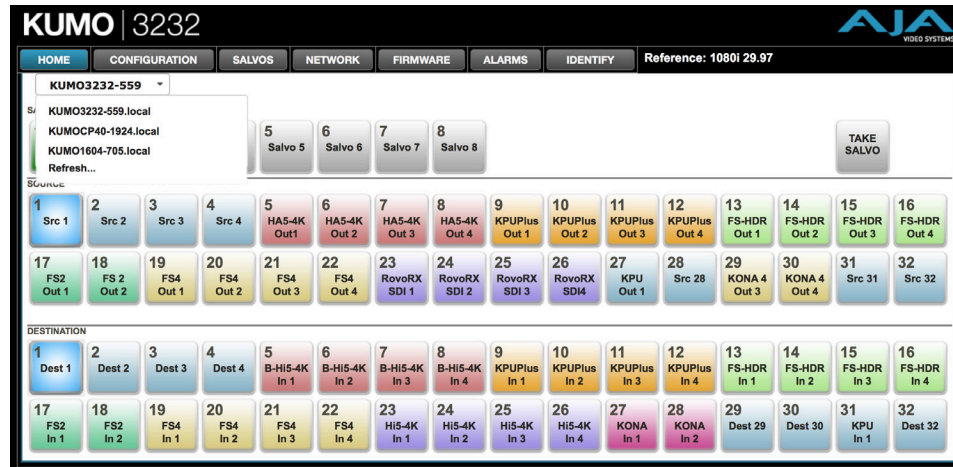 KUMO | 3232
AJA
VIDEO SYSTEMS
HOME CONFIGURATION SALVOS NETWORK FIRMWARE ALARMS IDENTIFY Reference: 1080i 29.97
KUMO3232-559
KUMO3232-559.local
KUMOCP40-1924.local
KUMO1604-705.local
Refresh...
5 6 7 8
Salvo 5 Salvo 6 Salvo 7 Salvo 8
TAKE
SALVO
SOURCE
1 2 3 4 5 6 7 8 9 10 11 12 13 14 15 16
Src 1 Src 2 Src 3 Src 4 HA5-4K HA5-4K HA5-4K HA5-4K KPUPlus KPUPlus KPUPlus KPUPlus FS-HDR FS-HDR FS-HDR FS-HDR
Out1 Out 2 Out 3 Out 4 Out 1 Out 2 Out 3 Out 4 Out 1 Out 2 Out 3 Out 4
17 18 19 20 21 22 23 24 25 26 27 28 29 30 31 32
FS2 FS 2 FS4 FS4 FS4 FS4 RovoRX RovoRX RovoRX RovoRX KPU Src 28 KONA 4 KONA 4 Src 31 Src 32
Out 1 Out 2 Out 1 Out 2 Out 3 Out 4 SDI 1 SDI 2 SDI 3 SDI4 Out 1 Out 3 Out 4
DESTINATION
1 2 3 4 5 6 7 8 9 10 11 12 13 14 15 16
Dest 1 Dest 2 Dest 3 Dest 4 B-Hi5-4K B-Hi5-4K B-Hi5-4K B-Hi5-4K KPUPlus KPUPlus KPUPlus KPUPlus FS-HDR FS-HDR FS-HDR FS-HDR
In 1 In 2 In 3 In 4 In 1 In 2 In 3 In 4 In 1 In 2 In 3 In 4
17 18 19 20 21 22 23 24 25 26 27 28 29 30 31 32
FS2 FS2 FS4 FS4 FS4 FS4 Hi5-4K Hi5-4K Hi5-4K Hi5-4K KONA KONA Dest 29 Dest 30 KPU Dest 32
In 1 In 2 In 1 In 2 In 3 In 4 In 1 In 2 In 3 In 4 In 1 In 2 In 1